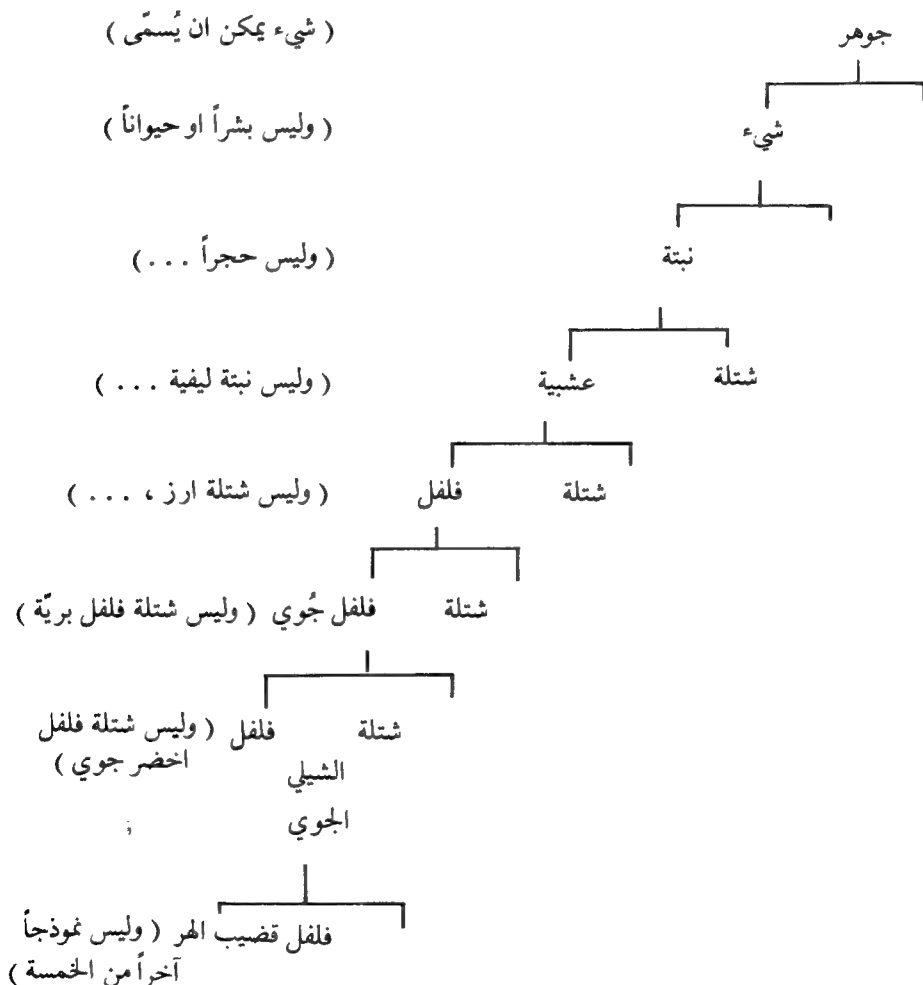 جوهر ( شيء يمكن ان يُسمّى )
شيء ( وليس بشراً او حيواناً )
نبتة ( وليس حجراً ... )
شتلة عشبية ( وليس نبتة ليفية ... )
شتلة فلفل ( وليس شتلة ارز ، ... )
شتلة فلفل جُوي ( وليس شتلة فلفل بريّة )
شتلة فلفل ( وليس شتلة فلفل
الشيلي اخضر جوي )
الجوي
فلفل قضيب الهر ( وليس نموذجاً
آخراً من الخمسة )